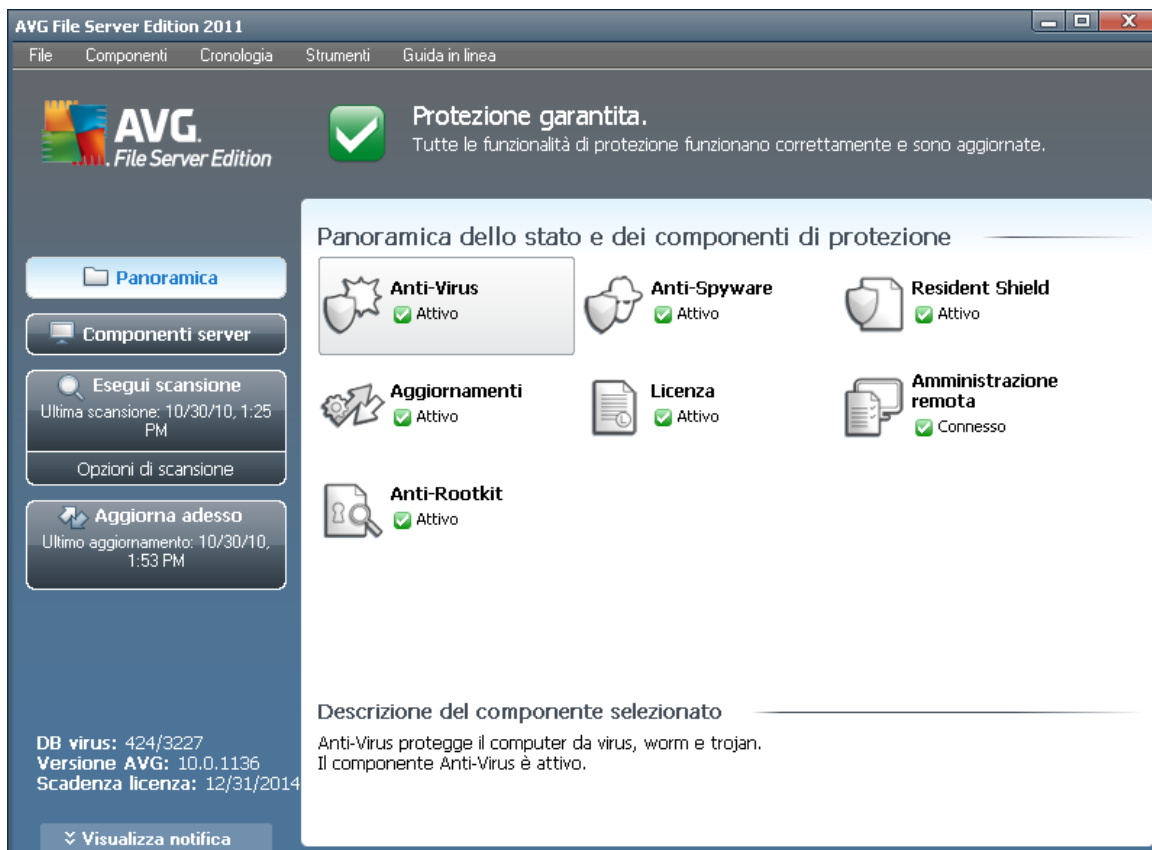 AVG File Server Edition 2011
File Componenti Cronologia Strumenti Guida in linea
AVG.
File Server Edition
Protezione garantita.
Tutte le funzionalità di protezione funzionano correttamente e sono aggiornate.
Panoramica
Componenti server
Esegui scansione
Ultima scansione: 10/30/10, 1:25
PM
Opzioni di scansione
Aggiorna adesso
Ultimo aggiornamento: 10/30/10,
1:53 PM
DB virus: 424/3227
Versione AVG: 10.0.1136
Scadenza licenza: 12/31/2014
Visualizza notifica
Panoramica dello stato e dei componenti di protezione
Anti-Virus
Attivo
Anti-Spyware
Attivo
Resident Shield
Attivo
Aggiornamenti
Attivo
Licenza
Attivo
Amministrazione
remota
Connesso
Anti-Rootkit
Attivo
Descrizione del componente selezionato
Anti-Virus protegge il computer da virus, worm e trojan.
Il componente Anti-Virus è attivo.